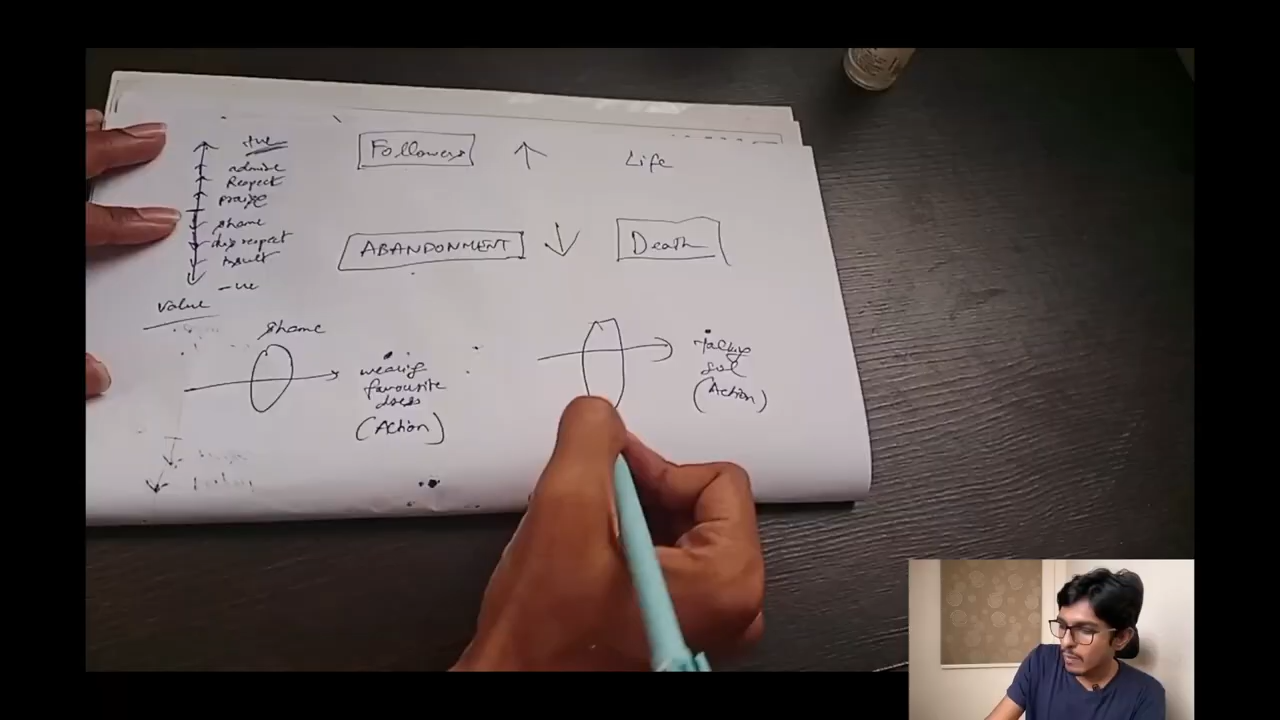 +ve
admire
Respect
praise
shame
disrespect
Insult
-ve
value
Followers
Life
ABANDONMENT
Death
shame
wearing
favourite
dress
(Action)
(Action)